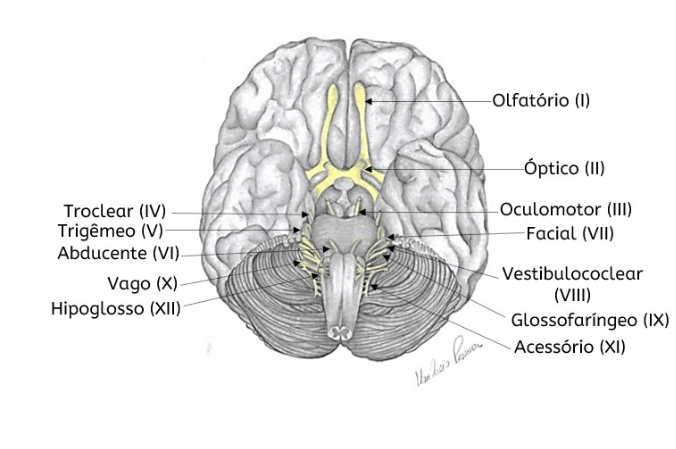 Olfatório (I)
Óptico (II)
Troclear (IV)
Oculomotor (III)
Trigêmeo (V)
Facial (VII)
Abducente (VI)
Vestibulococlear
(VIII)
Vago (X)
Hipoglosso (XII)
Glossofaríngeo (IX)
Acessório (XI)